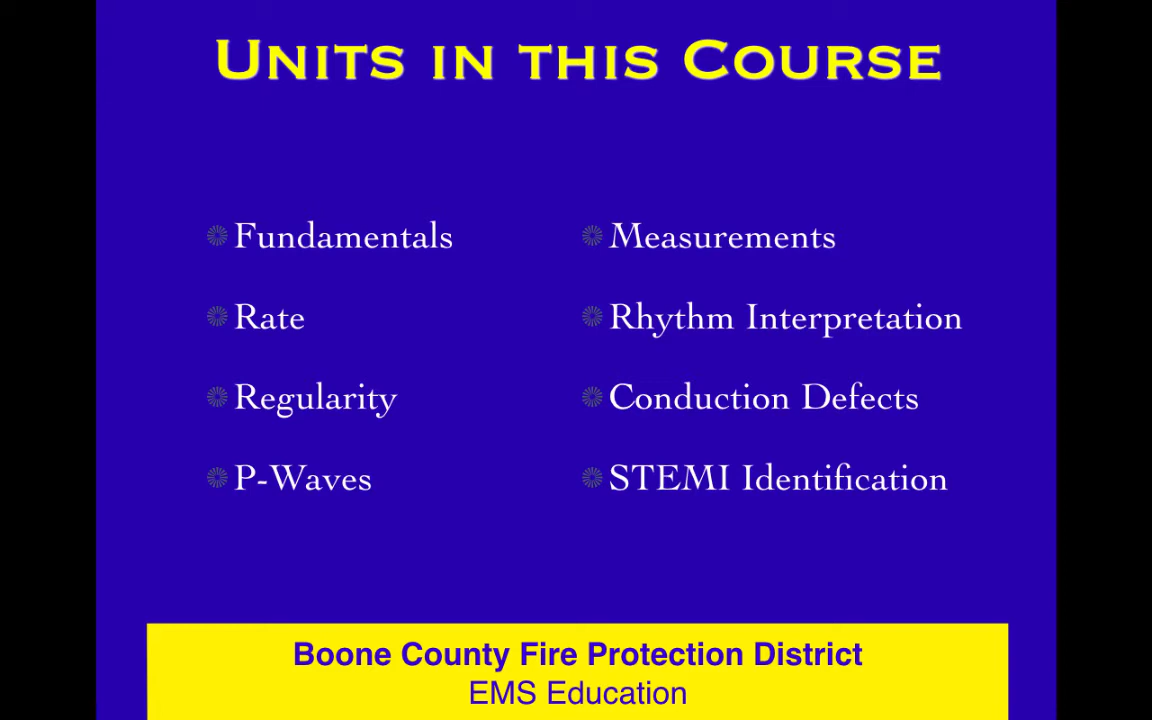 Units in this Course
Fundamentals
Rate
Regularity
P-Waves
Measurements
Rhythm Interpretation
Conduction Defects
STEMI Identification
Boone County Fire Protection District
EMS Education